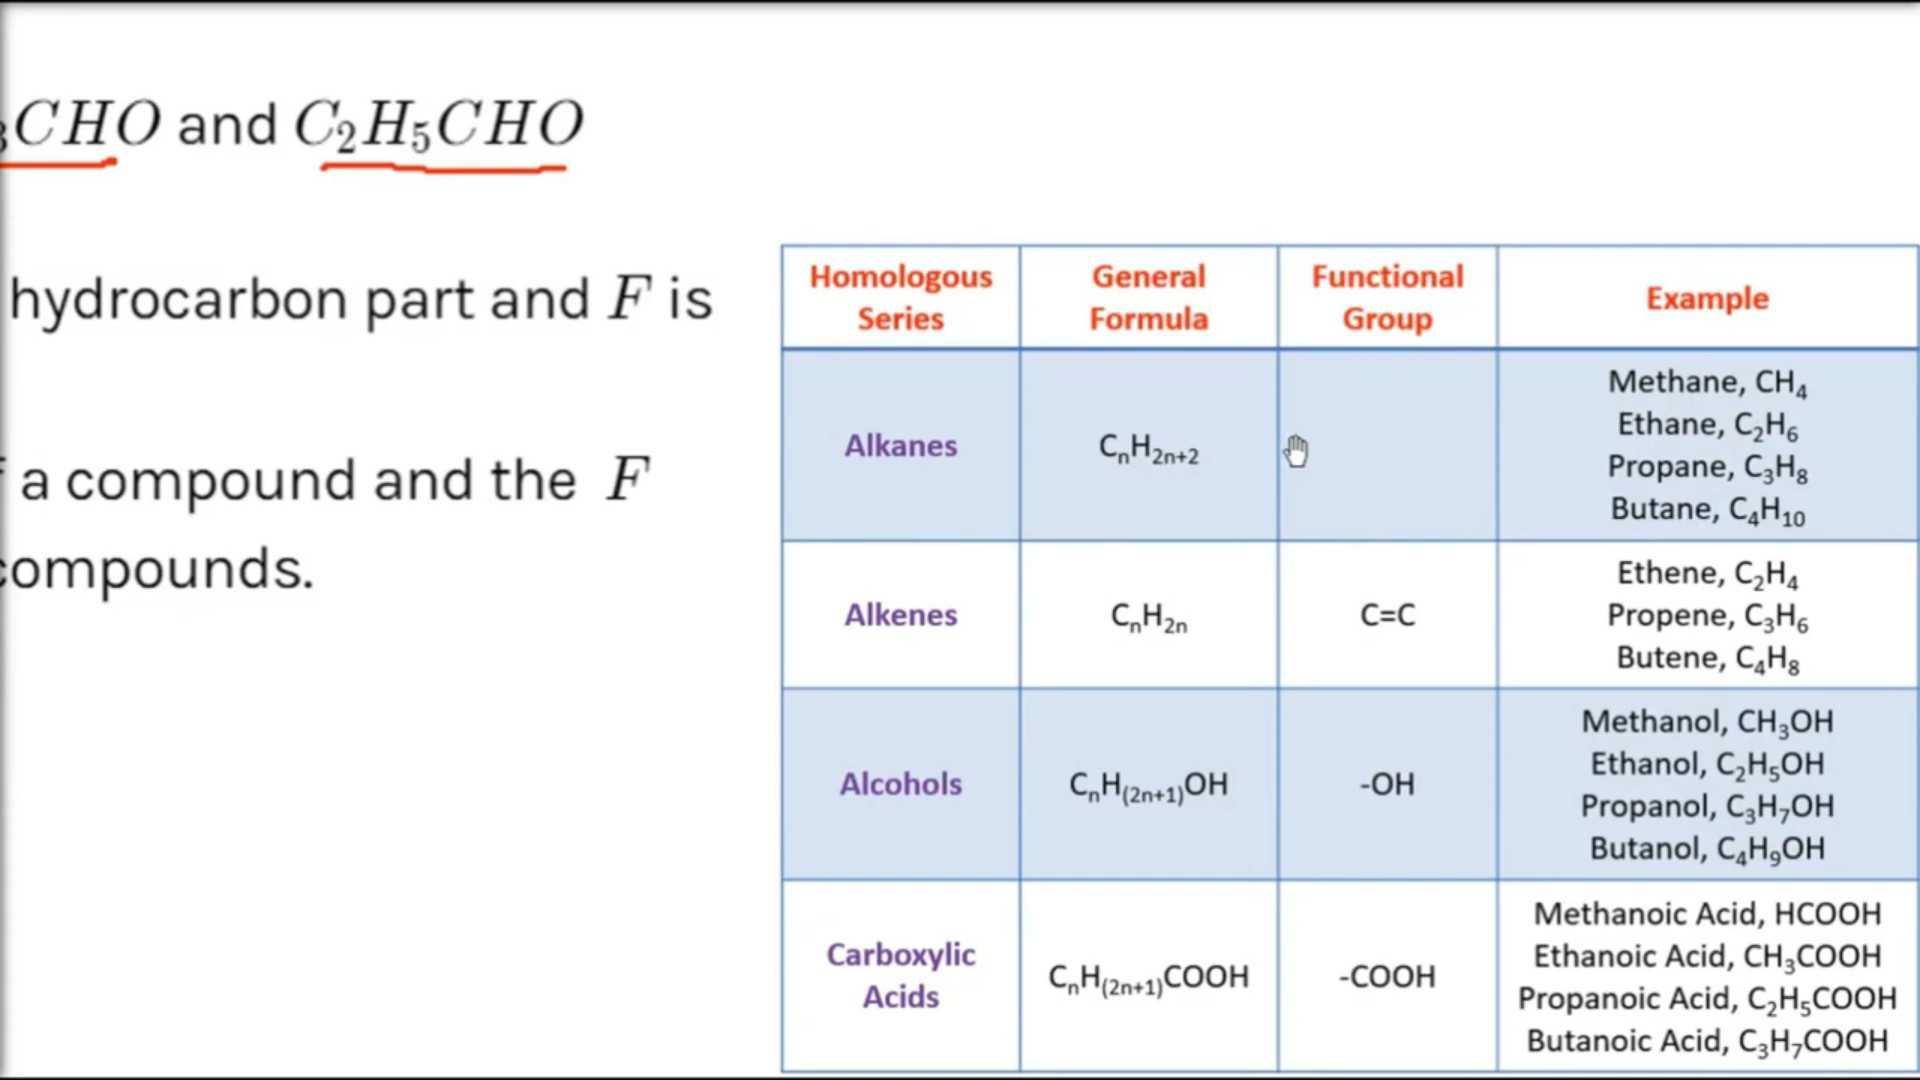 ₃CHO and C₂H₅CHO
hydrocarbon part and F is
a compound and the F
compounds.
Homologous Series | General Formula | Functional Group | Example
Alkanes | CₙH₂ₙ₊₂ | | Methane, CH₄
Ethane, C₂H₆
Propane, C₃H₈
Butane, C₄H₁₀
Alkenes | CₙH₂ₙ | C=C | Ethene, C₂H₄
Propene, C₃H₆
Butene, C₄H₈
Alcohols | CₙH₍₂ₙ₊₁₎OH | -OH | Methanol, CH₃OH
Ethanol, C₂H₅OH
Propanol, C₃H₇OH
Butanol, C₄H₉OH
Carboxylic Acids | CₙH₍₂ₙ₊₁₎COOH | -COOH | Methanoic Acid, HCOOH
Ethanoic Acid, CH₃COOH
Propanoic Acid, C₂H₅COOH
Butanoic Acid, C₃H₇COOH